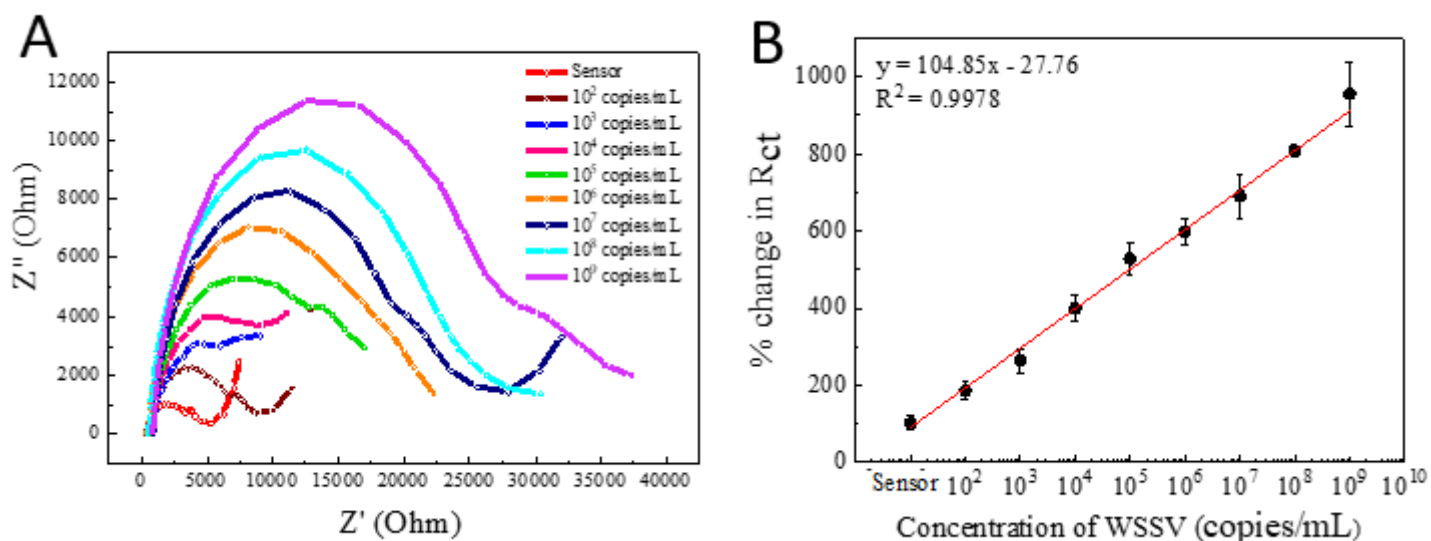 A
12000
10000
8000
6000
4000
2000
0
Z'' (Ohm)
Sensor
10² copies/mL
10³ copies/mL
10⁴ copies/mL
10⁵ copies/mL
10⁶ copies/mL
10⁷ copies/mL
10⁸ copies/mL
10⁹ copies/mL
0 5000 10000 15000 20000 25000 30000 35000 40000
Z' (Ohm)
B
y = 104.85x - 27.76
R² = 0.9978
1000
800
600
400
200
0
% change in Rct
Sensor 10² 10³ 10⁴ 10⁵ 10⁶ 10⁷ 10⁸ 10⁹ 10¹⁰
Concentration of WSSV (copies/mL)